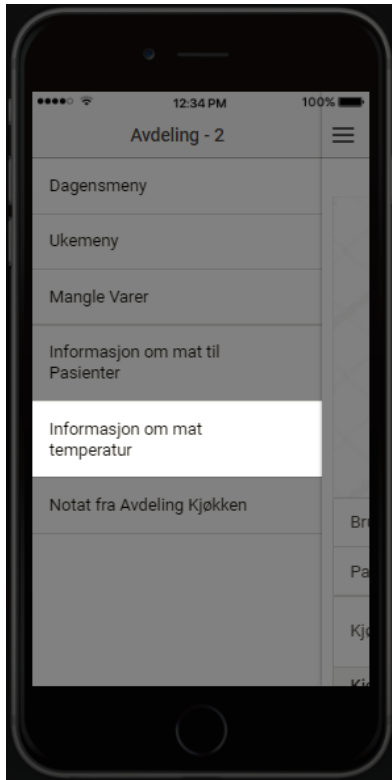 12:34 PM
100%
Avdeling - 2
Dagensmeny
Ukemeny
Mangle Varer
Informasjon om mat til
Pasienter
Informasjon om mat
temperatur
Notat fra Avdeling Kjøkken